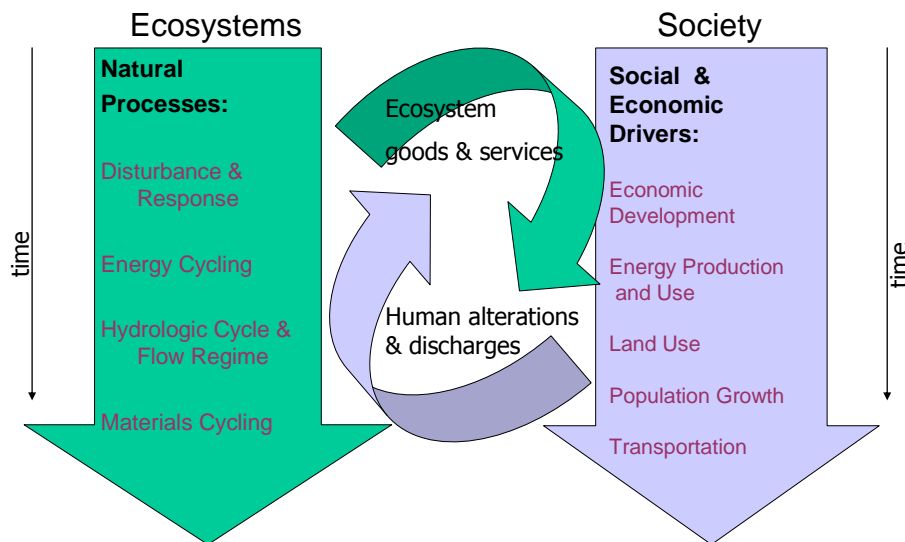 Ecosystems
time
Natural
Processes:
Disturbance &
Response
Energy Cycling
Hydrologic Cycle &
Flow Regime
Materials Cycling
Ecosystem
goods & services
Human alterations
& discharges
Society
Social &
Economic
Drivers:
Economic
Development
Energy Production
and Use
Land Use
Population Growth
Transportation
time